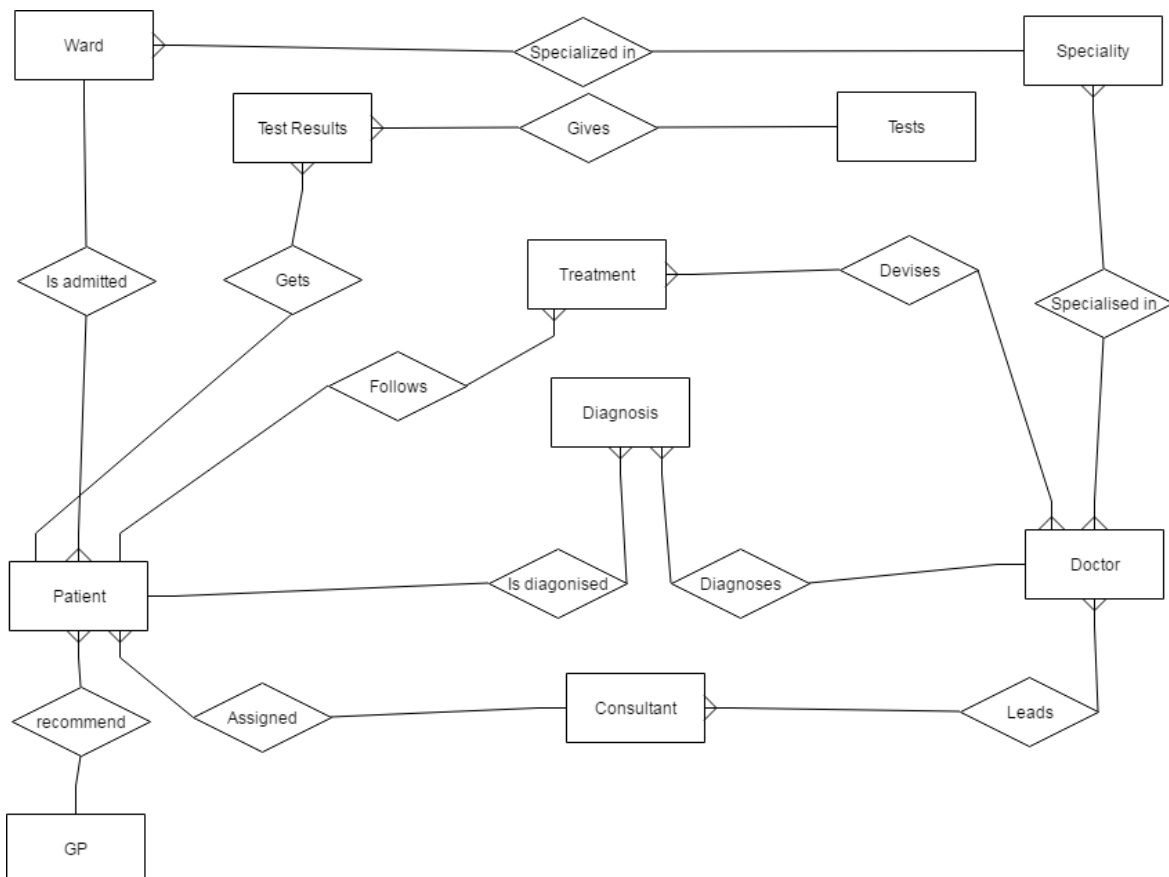 Ward
Specialized in
Speciality
Test Results
Gives
Tests
Is admitted
Gets
Treatment
Devises
Specialised in
Follows
Diagnosis
Patient
Is diagonised
Diagnoses
Doctor
recommend
Assigned
Consultant
Leads
GP